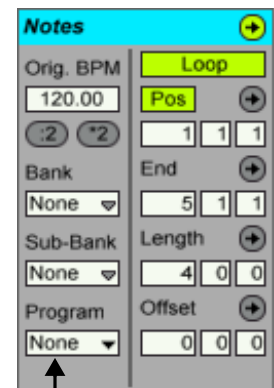 Notes
Orig. BPM
120.00
:2 *2
Bank
None
Sub-Bank
None
Program
None
Loop
Pos
1 1 1
End
5 1 1
Length
4 0 0
Offset
0 0 0